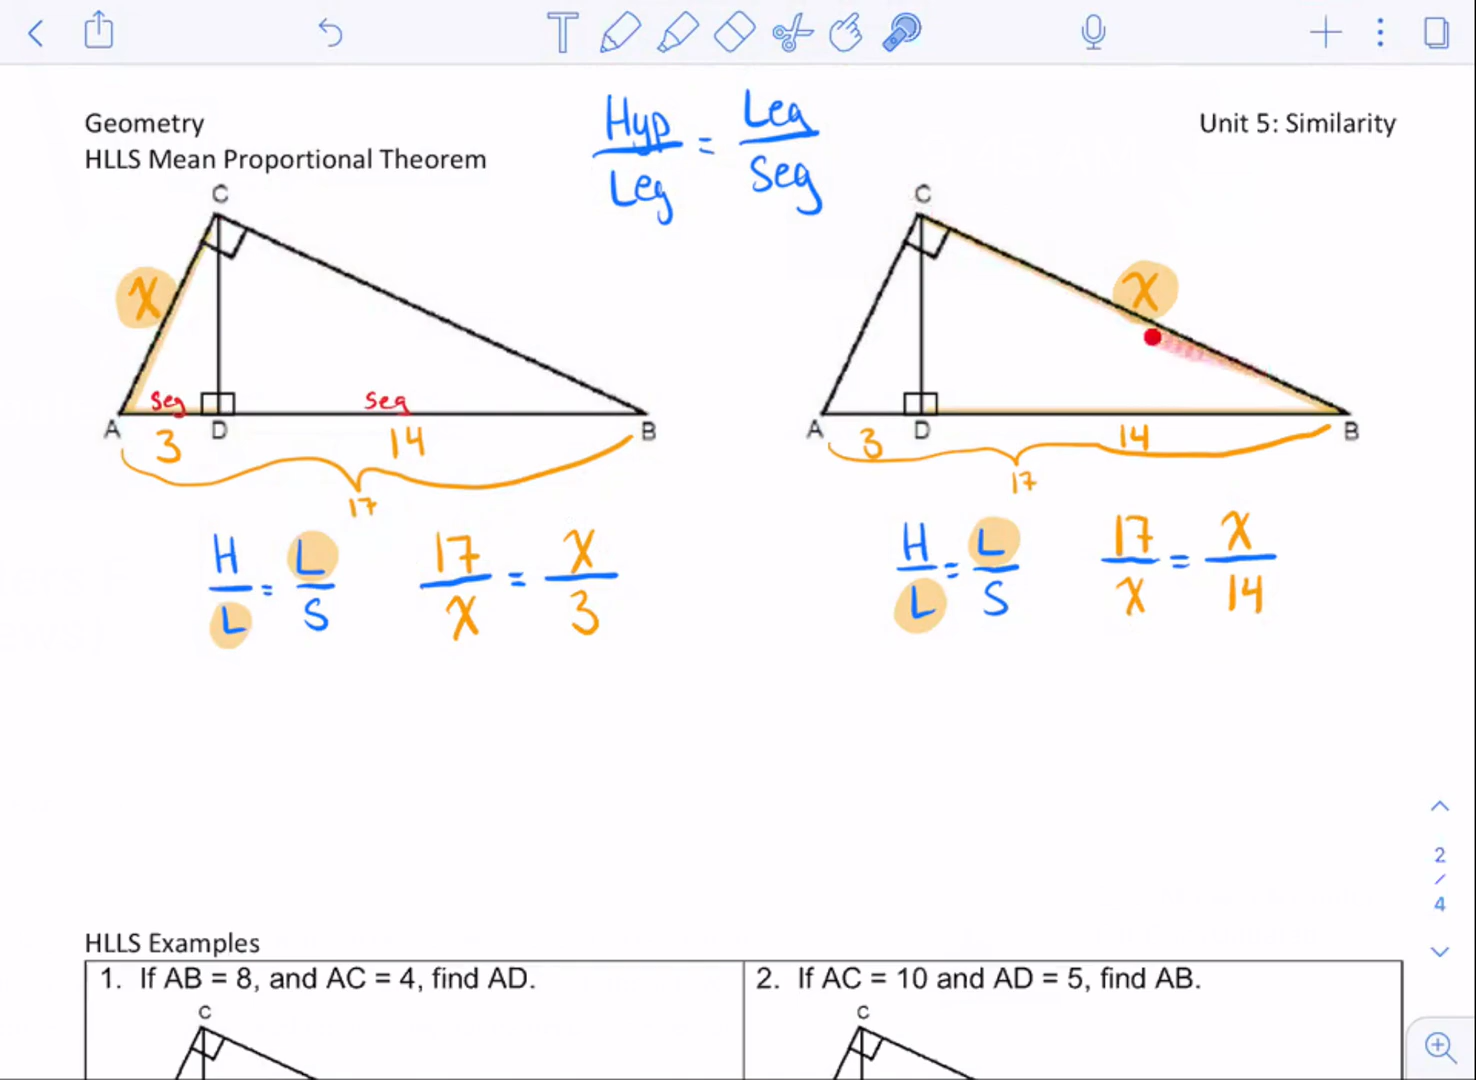 Geometry
HLLS Mean Proportional Theorem
Hyp/Leg = Leg/Seg
Unit 5: Similarity
C
X
seg
seg
A
3
D
14
B
17
H/L = L/S
17/X = X/3
C
X
A
3
D
14
B
17
H/L = L/S
17/X = X/14
2
/
4
HLLS Examples
1. If AB = 8, and AC = 4, find AD.
C
2. If AC = 10 and AD = 5, find AB.
C